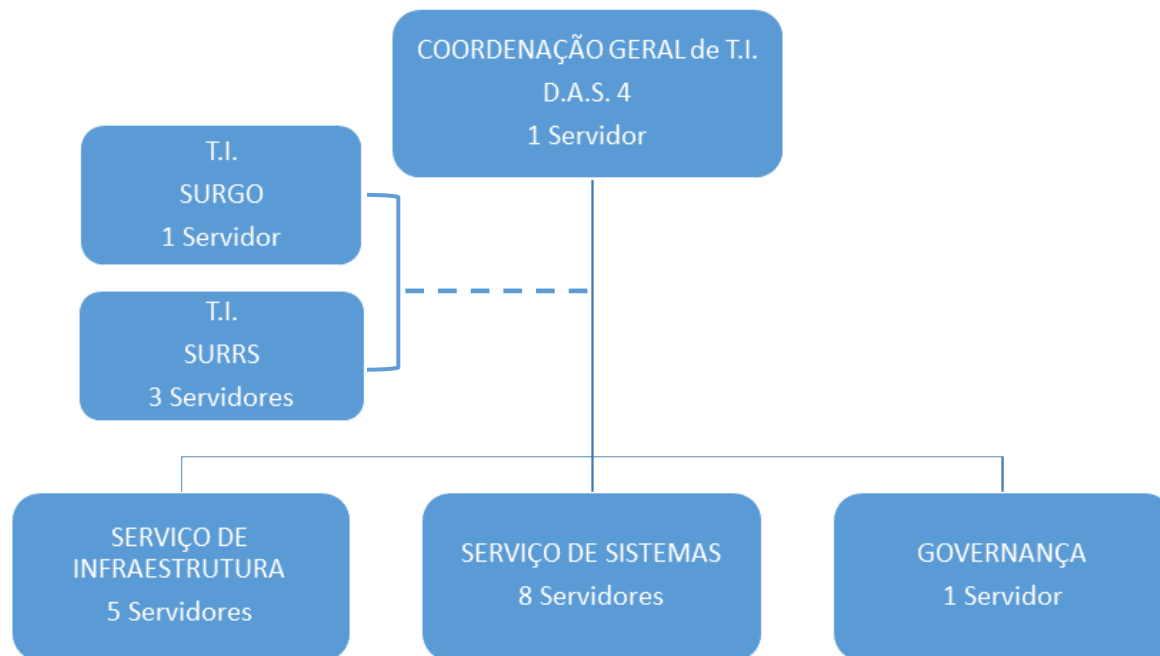 COORDENAÇÃO GERAL de T.I.
D.A.S. 4
1 Servidor
T.I.
SURGO
1 Servidor
T.I.
SURRS
3 Servidores
SERVIÇO DE
INFRAESTRUTURA
5 Servidores
SERVIÇO DE SISTEMAS
8 Servidores
GOVERNANÇA
1 Servidor